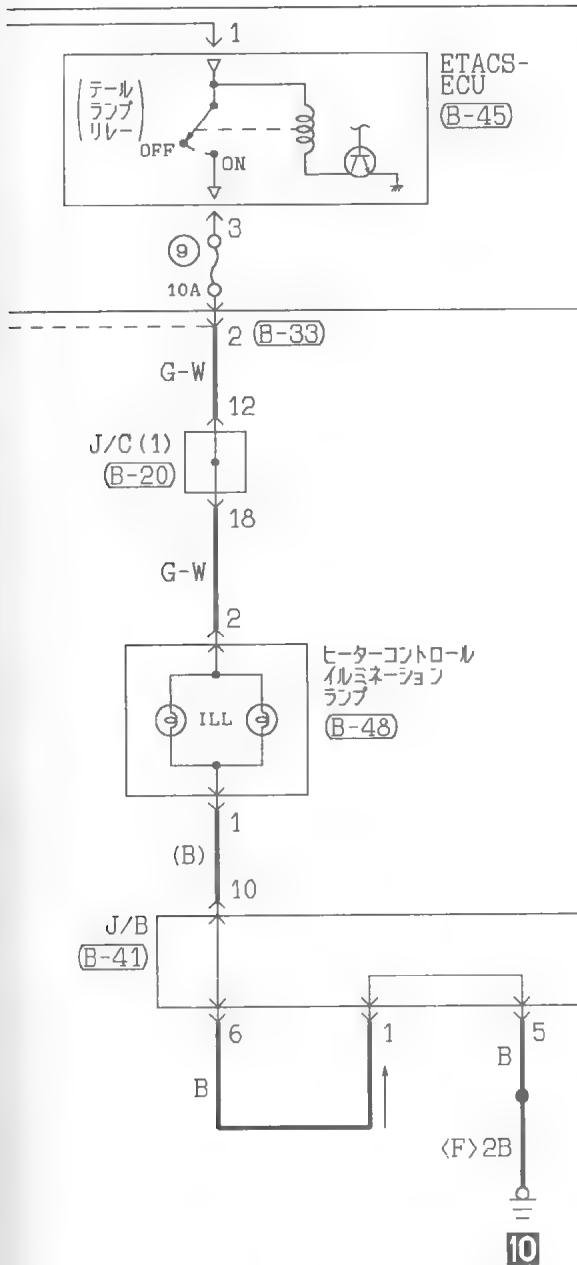 1
ETACS-
ECU
(B-45)
(テール
ランプ
リレー)
OFF
ON
3
9
10A
2 (B-33)
G-W
12
J/C (1)
(B-20)
18
G-W
2
ヒーターコントロール
イルミネーション
ランプ
(B-48)
ILL
1
(B)
10
J/B
(B-41)
6
1
5
B
B
〈F〉2B
10